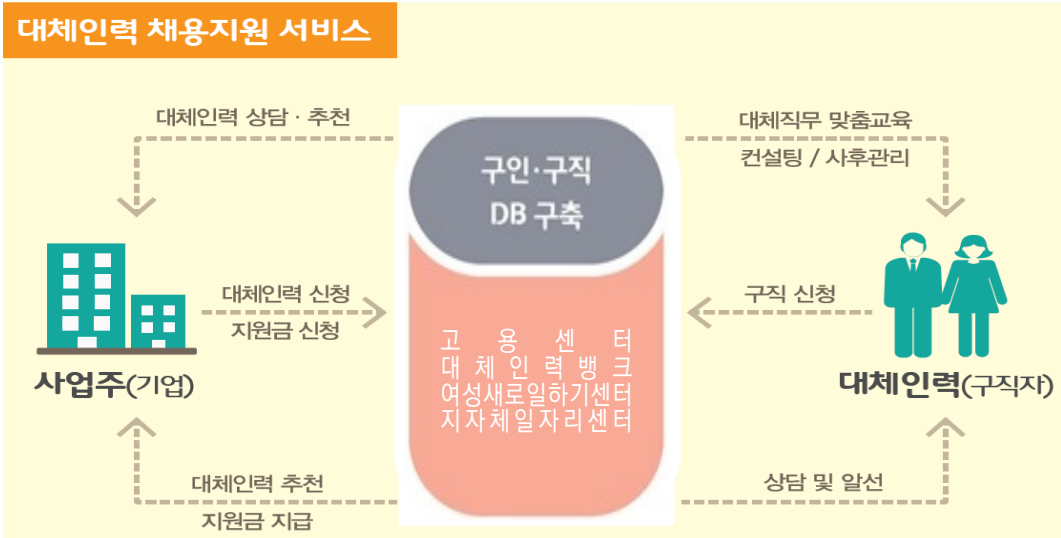 대체인력 채용지원 서비스
대체인력 상담 · 추천
대체직무 맞춤교육
컨설팅 / 사후관리
구인·구직
DB 구축
대체인력 신청
지원금 신청
구직 신청
고용센터
대체인력뱅크
여성새로일하기센터
지자체일자리센터
사업주(기업)
대체인력(구직자)
대체인력 추천
지원금 지급
상담 및 알선